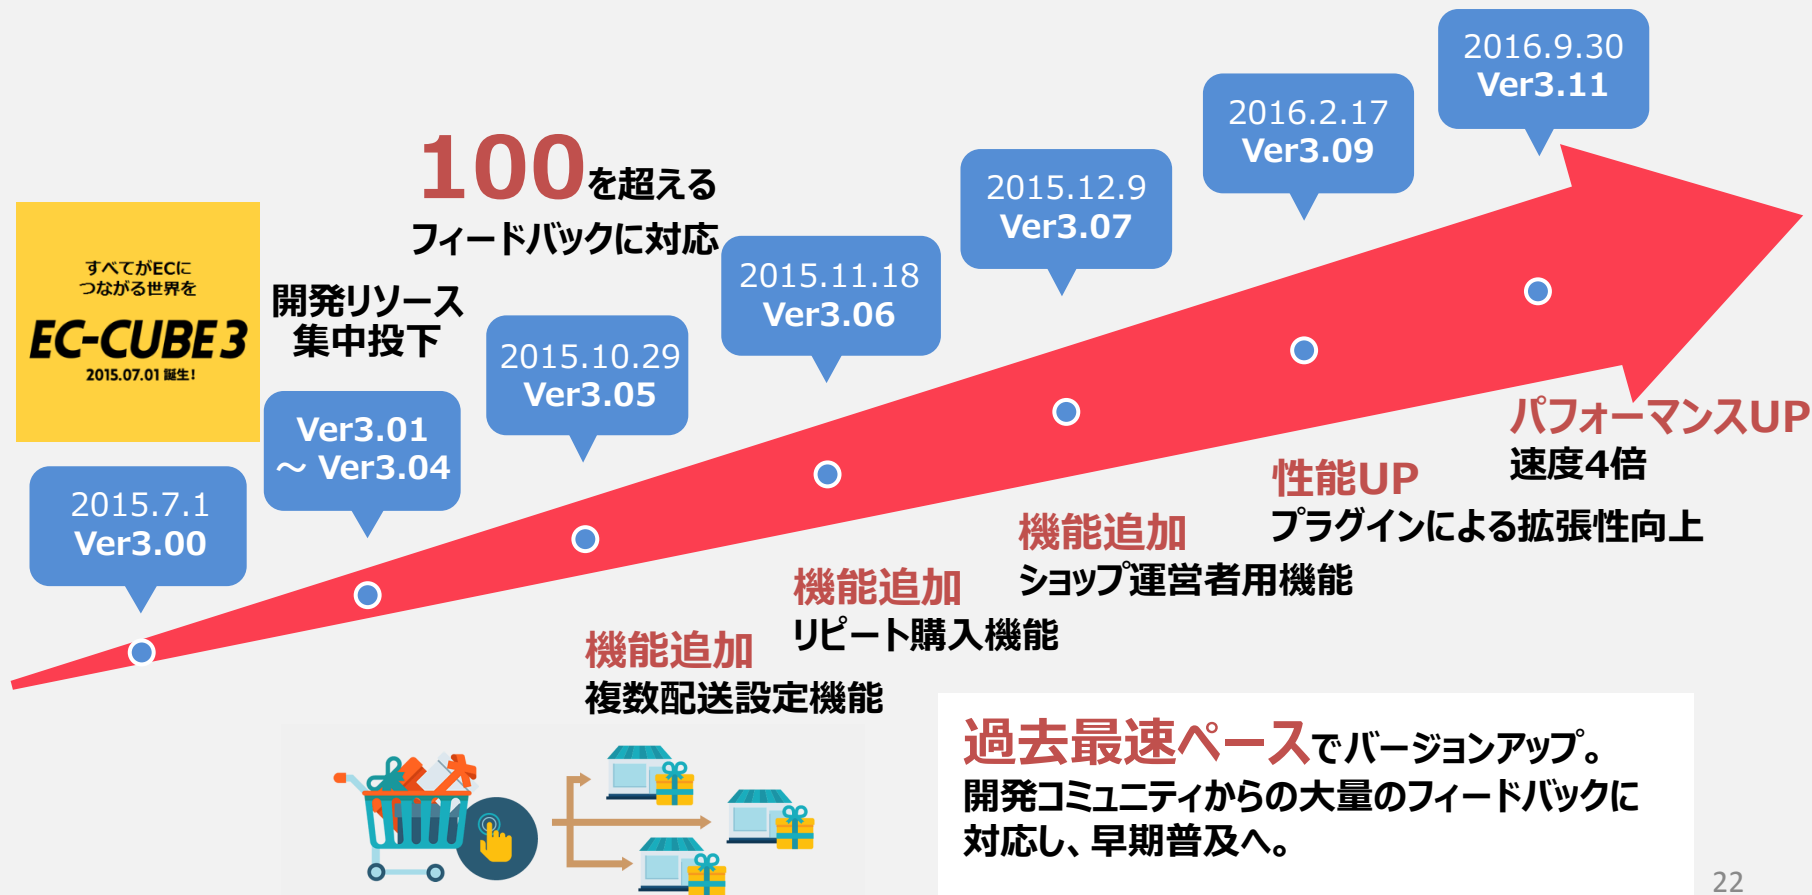 すべてがECに
つながる世界を
EC-CUBE 3
2015.07.01 誕生!
2015.7.1
Ver3.00
開発リソース
集中投下
Ver3.01
～ Ver3.04
100を超える
フィードバックに対応
2015.10.29
Ver3.05
2015.11.18
Ver3.06
2015.12.9
Ver3.07
2016.2.17
Ver3.09
2016.9.30
Ver3.11
機能追加
複数配送設定機能
機能追加
リピート購入機能
機能追加
ショップ運営者用機能
性能UP
プラグインによる拡張性向上
パフォーマンスUP
速度4倍
過去最速ペースでバージョンアップ。
開発コミュニティからの大量のフィードバックに
対応し、早期普及へ。
22